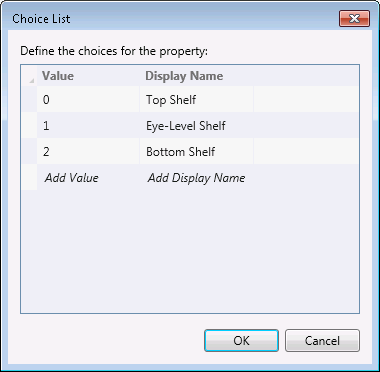 Choice List
Define the choices for the property:
Value Display Name
0 Top Shelf
1 Eye-Level Shelf
2 Bottom Shelf
Add Value Add Display Name
OK Cancel